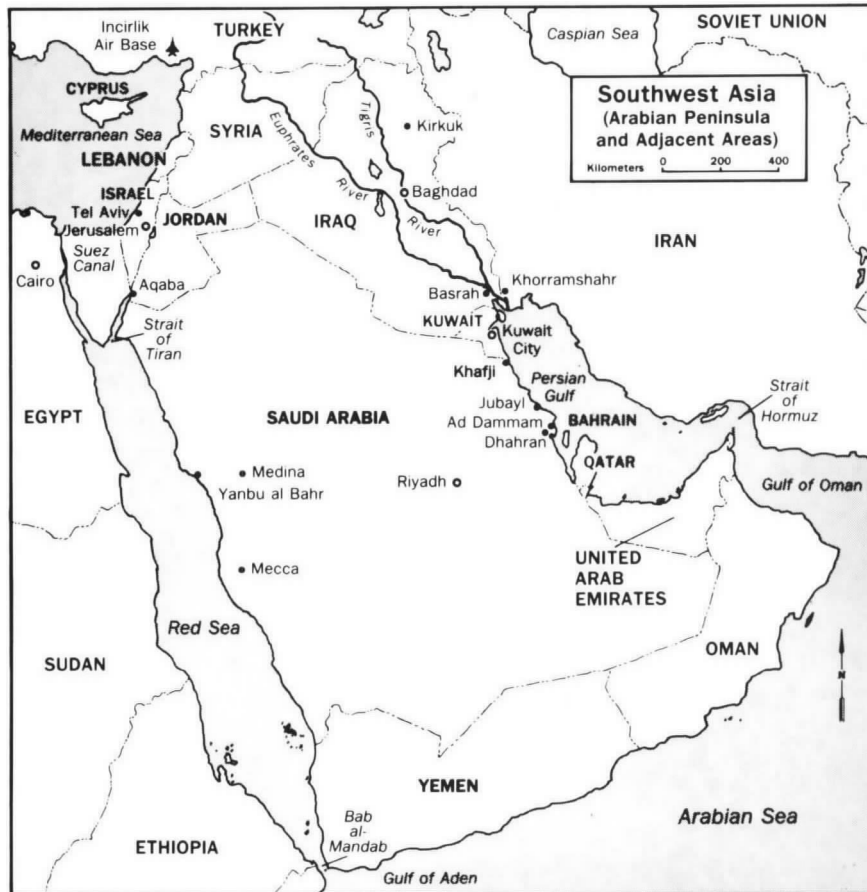 Incirlik
Air Base
TURKEY
Caspian Sea
SOVIET UNION
CYPRUS
Mediterranean Sea
LEBANON
SYRIA
Euphrates
River
Tigris
River
Kirkuk
Southwest Asia
(Arabian Peninsula
and Adjacent Areas)
Kilometers 0 200 400
ISRAEL
Tel Aviv
Jerusalem
JORDAN
IRAQ
Baghdad
IRAN
Suez
Canal
Cairo
Aqaba
Basrah
Khorramshahr
Strait
of
Tiran
KUWAIT
Kuwait
City
Khafji
Persian
Gulf
Strait
of
Hormuz
EGYPT
SAUDI ARABIA
Jubayl
Ad Dammam
Dhahran
BAHRAIN
QATAR
Medina
Yanbu al Bahr
Riyadh
Gulf of Oman
UNITED
ARAB
EMIRATES
Mecca
Red Sea
SUDAN
OMAN
N
YEMEN
Arabian Sea
ETHIOPIA
Bab
al-
Mandab
Gulf of Aden